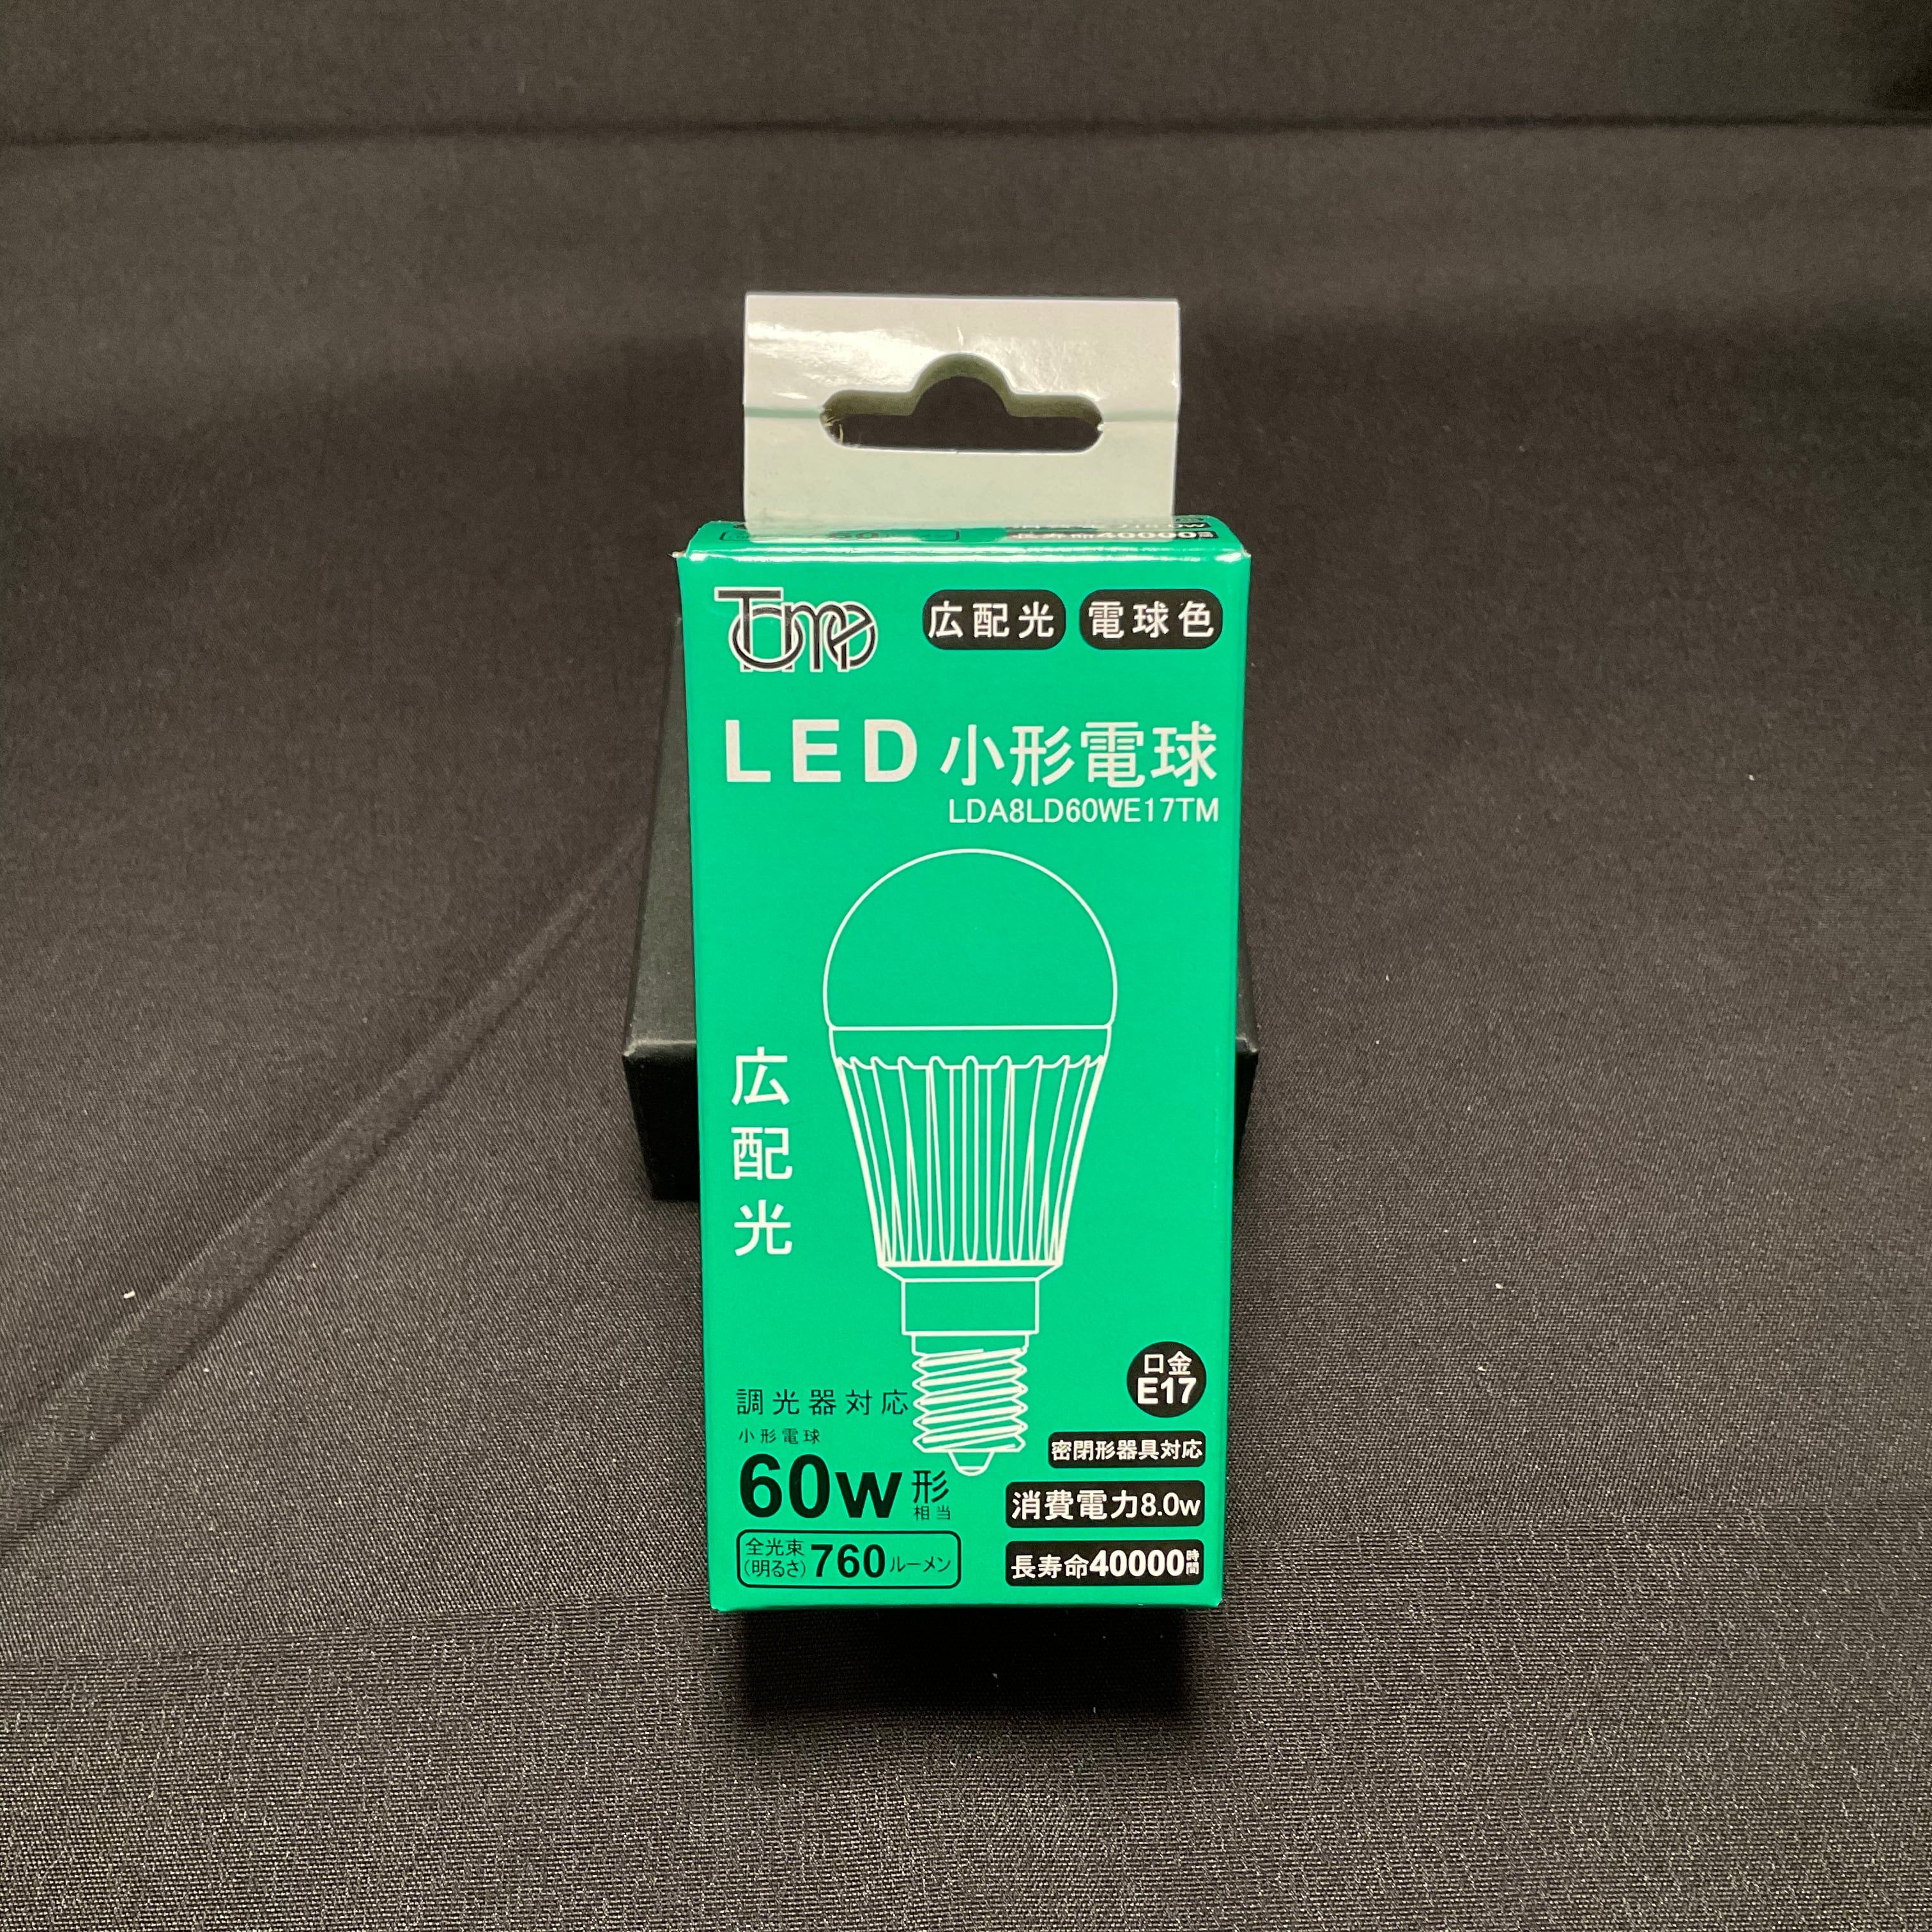 Tome
広配光 電球色
LED 小形電球
LDA8LD60WE17TM
広配光
口金
E17
調光器対応
小形電球
60w形
相当
全光束
(明るさ)
760ルーメン
密閉形器具対応
消費電力8.0w
長寿命40000時間